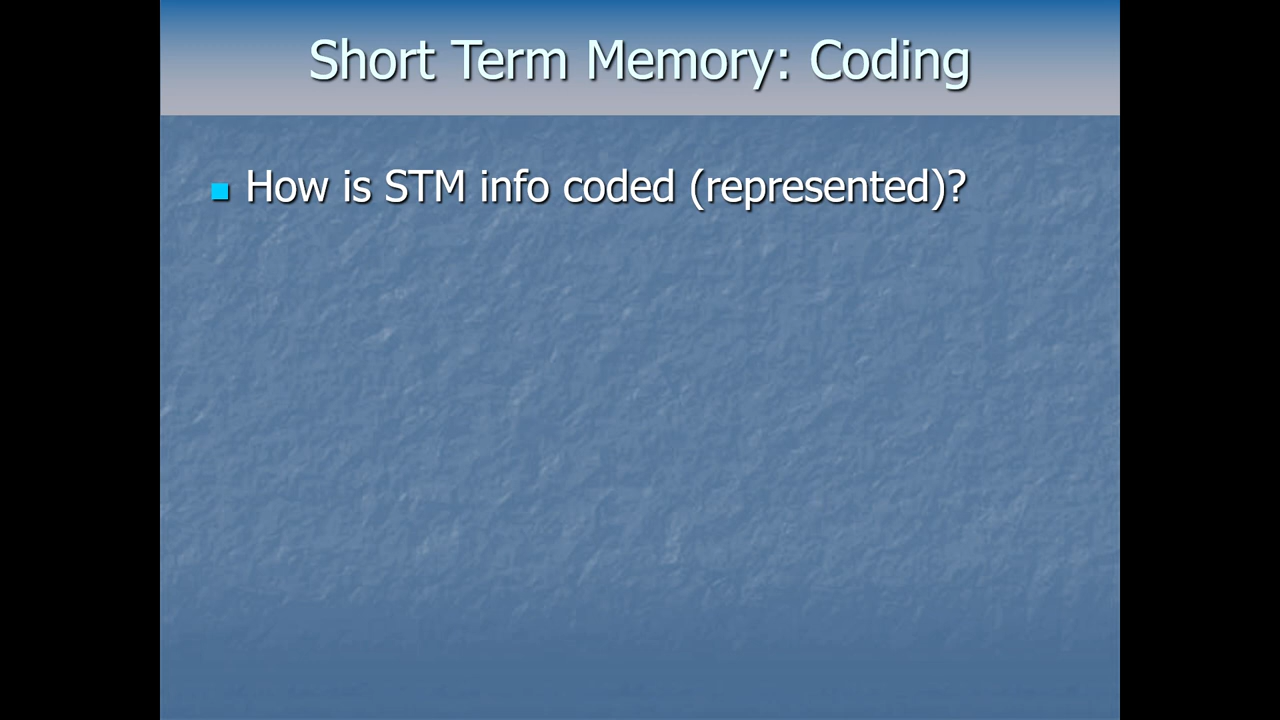 Short Term Memory: Coding
How is STM info coded (represented)?